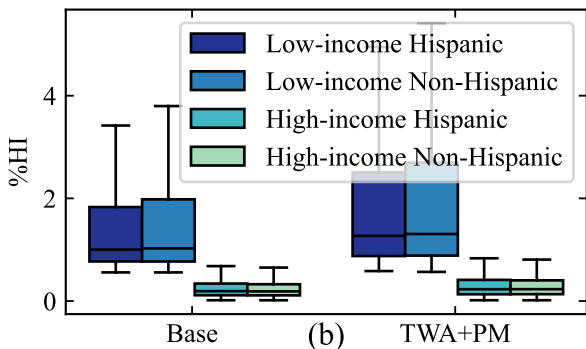 %HI
4
2
0
Low-income Hispanic
Low-income Non-Hispanic
High-income Hispanic
High-income Non-Hispanic
Base
(b)
TWA+PM